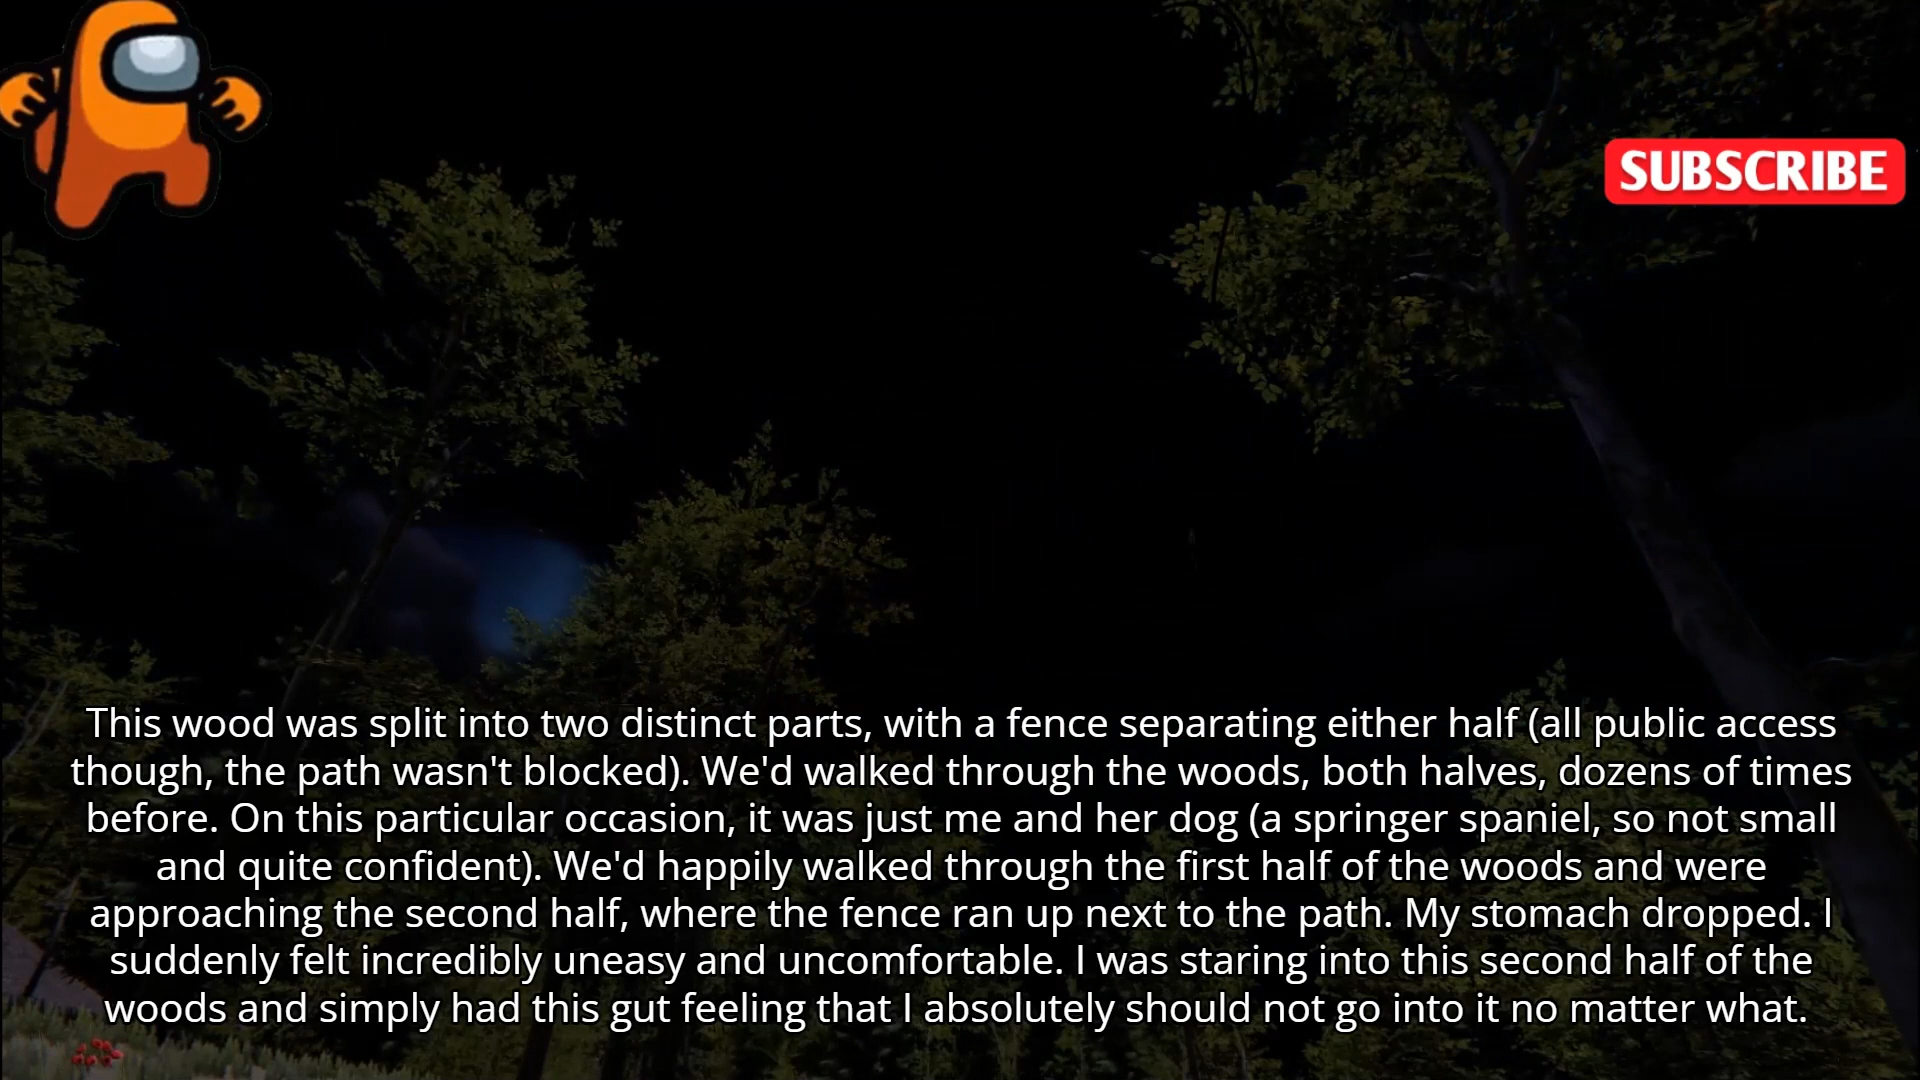 SUBSCRIBE
This wood was split into two distinct parts, with a fence separating either half (all public access
though, the path wasn't blocked). We'd walked through the woods, both halves, dozens of times
before. On this particular occasion, it was just me and her dog (a springer spaniel, so not small
and quite confident). We'd happily walked through the first half of the woods and were
approaching the second half, where the fence ran up next to the path. My stomach dropped. I
suddenly felt incredibly uneasy and uncomfortable. I was staring into this second half of the
woods and simply had this gut feeling that I absolutely should not go into it no matter what.